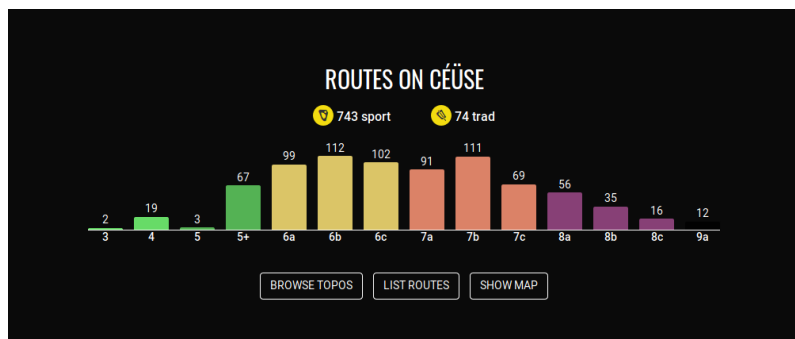 ROUTES ON CÉÜSE
743 sport 74 trad
2 19 3 67 99 112 102 91 111 69 56 35 16 12
3 4 5 5+ 6a 6b 6c 7a 7b 7c 8a 8b 8c 9a
BROWSE TOPOS LIST ROUTES SHOW MAP